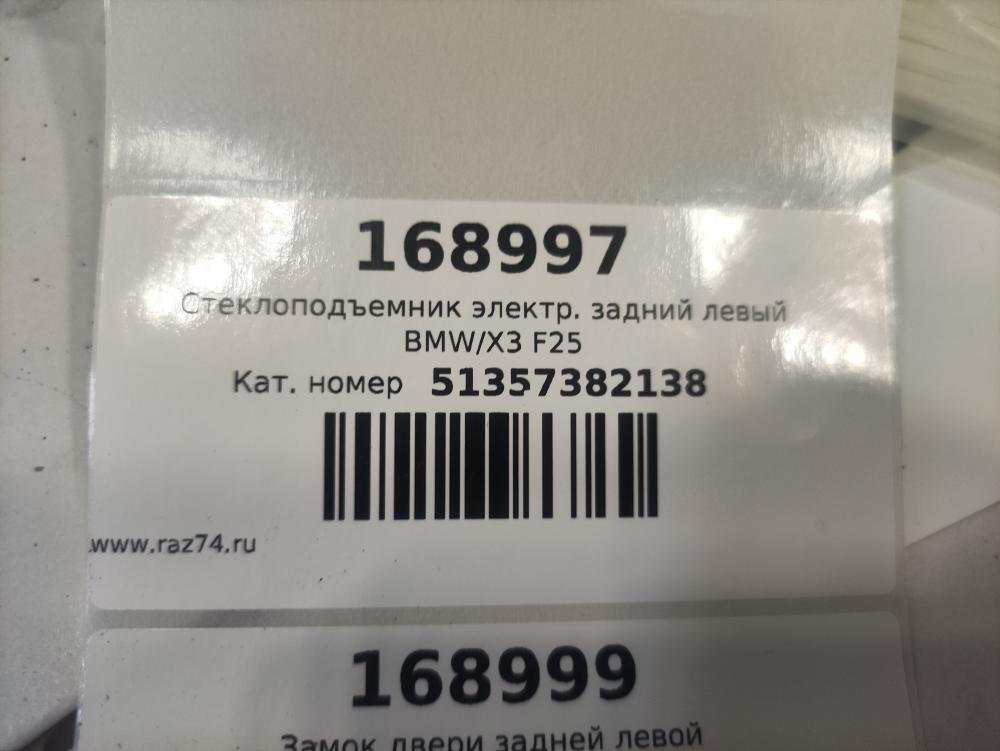 168997
Стеклоподъемник электр. задний левый
BMW/X3 F25
Кат. номер 51357382138
www.raz74.ru
168999
Замок двери задней левой